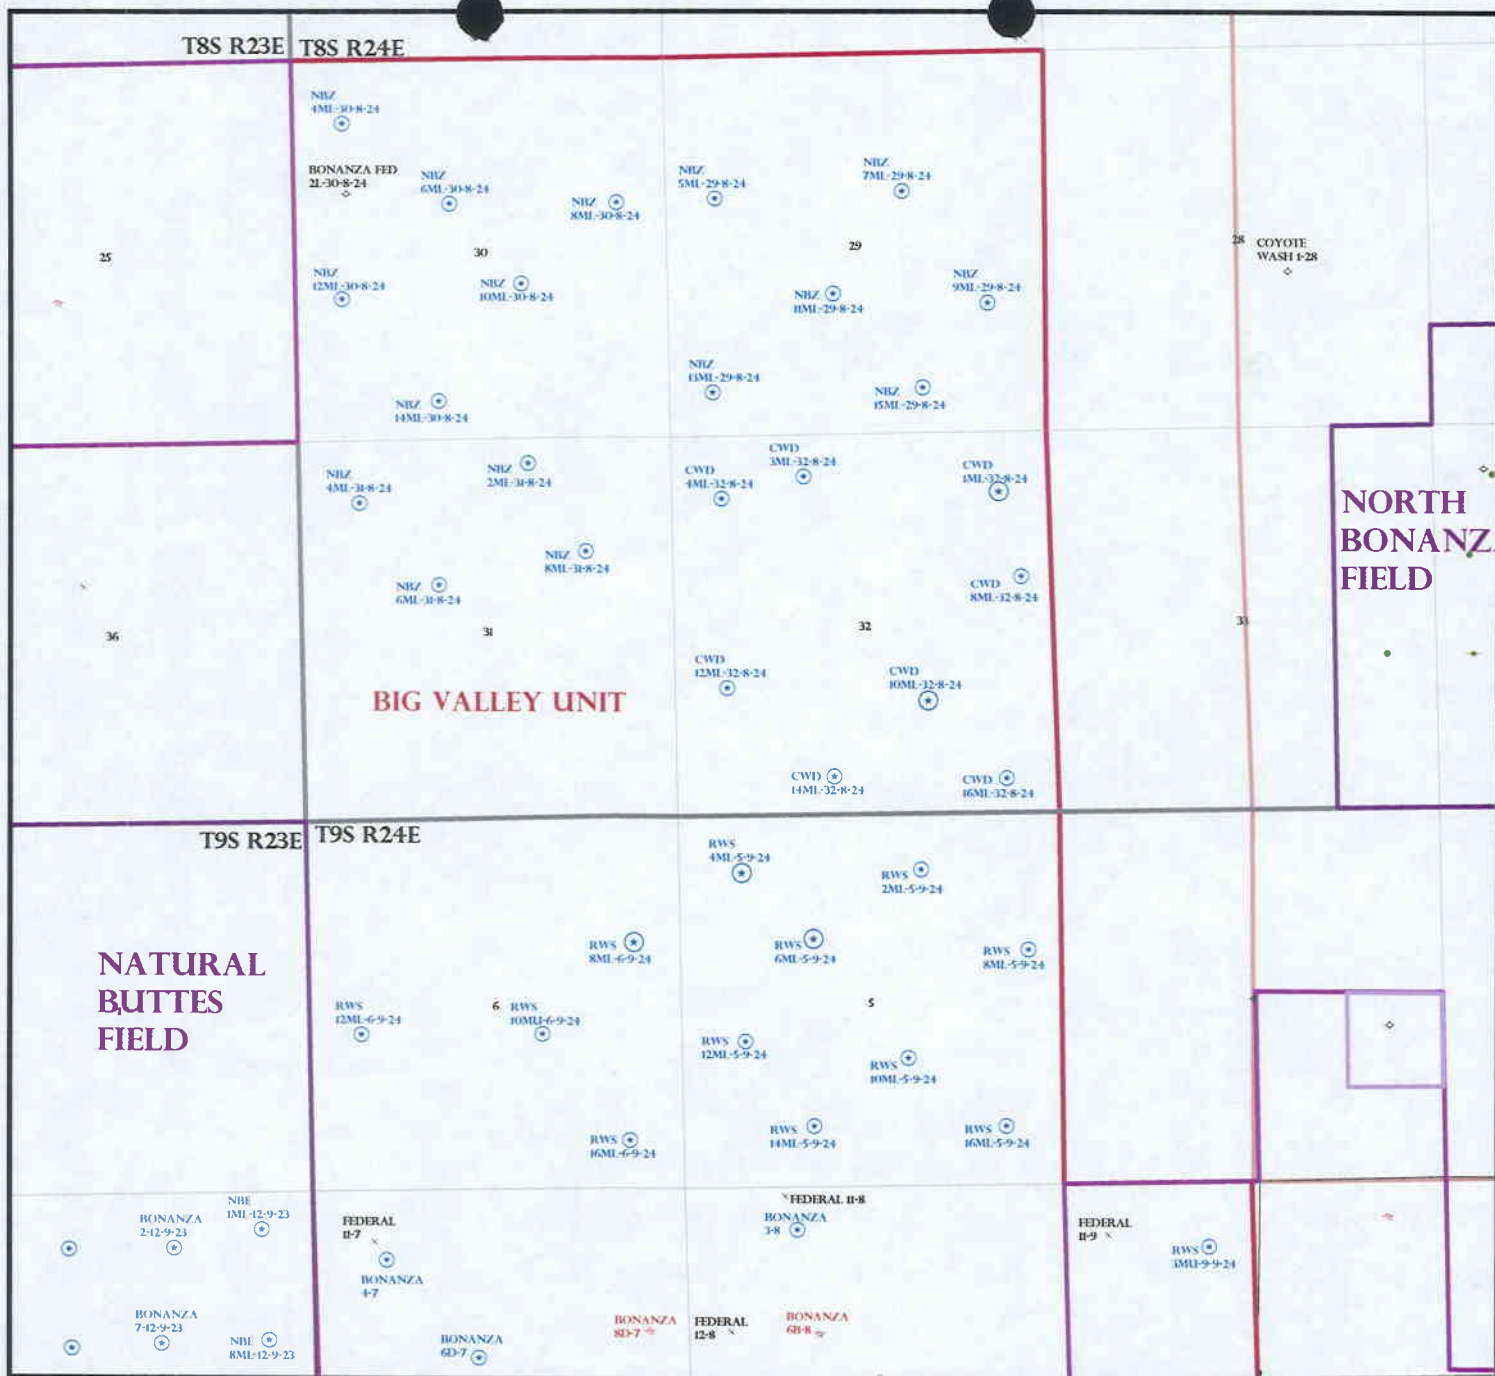 T8S R23E
T8S R24E
NBZ
4ML-30-8-24
BONANZA FED
2L-30-8-24
NBZ
6ML-30-8-24
NBZ
8ML-30-8-24
NBZ
5ML-29-8-24
NBZ
7ML-29-8-24
25
30
29
28
COYOTE
WASH 1-28
NBZ
12ML-30-8-24
NBZ
10ML-30-8-24
NBZ
11ML-29-8-24
NBZ
9ML-29-8-24
NBZ
13ML-29-8-24
NBZ
15ML-29-8-24
NBZ
14ML-30-8-24
NBZ
4ML-31-8-24
NBZ
2ML-31-8-24
CWD
4ML-32-8-24
CWD
3ML-32-8-24
CWD
1ML-32-8-24
NORTH
BONANZA
FIELD
NBZ
8ML-31-8-24
NBZ
6ML-31-8-24
CWD
8ML-32-8-24
36
31
32
33
CWD
12ML-32-8-24
CWD
10ML-32-8-24
BIG VALLEY UNIT
CWD
14ML-32-8-24
CWD
16ML-32-8-24
T9S R23E
T9S R24E
RWS
4ML-5-9-24
RWS
2ML-5-9-24
NATURAL
BUTTES
FIELD
RWS
8ML-6-9-24
RWS
6ML-5-9-24
RWS
8ML-5-9-24
RWS
12ML-6-9-24
6
RWS
10MU-6-9-24
5
RWS
12ML-5-9-24
RWS
10ML-5-9-24
RWS
16ML-6-9-24
RWS
14ML-5-9-24
RWS
16ML-5-9-24
NBE
1ML-12-9-23
BONANZA
2-12-9-23
FEDERAL
11-7
BONANZA
4-7
FEDERAL 11-8
BONANZA
3-8
FEDERAL
11-9
RWS
3MU-9-9-24
BONANZA
7-12-9-23
NBE
8ML-12-9-23
BONANZA
6D-7
BONANZA
8D-7
FEDERAL
12-8
BONANZA
6B-8